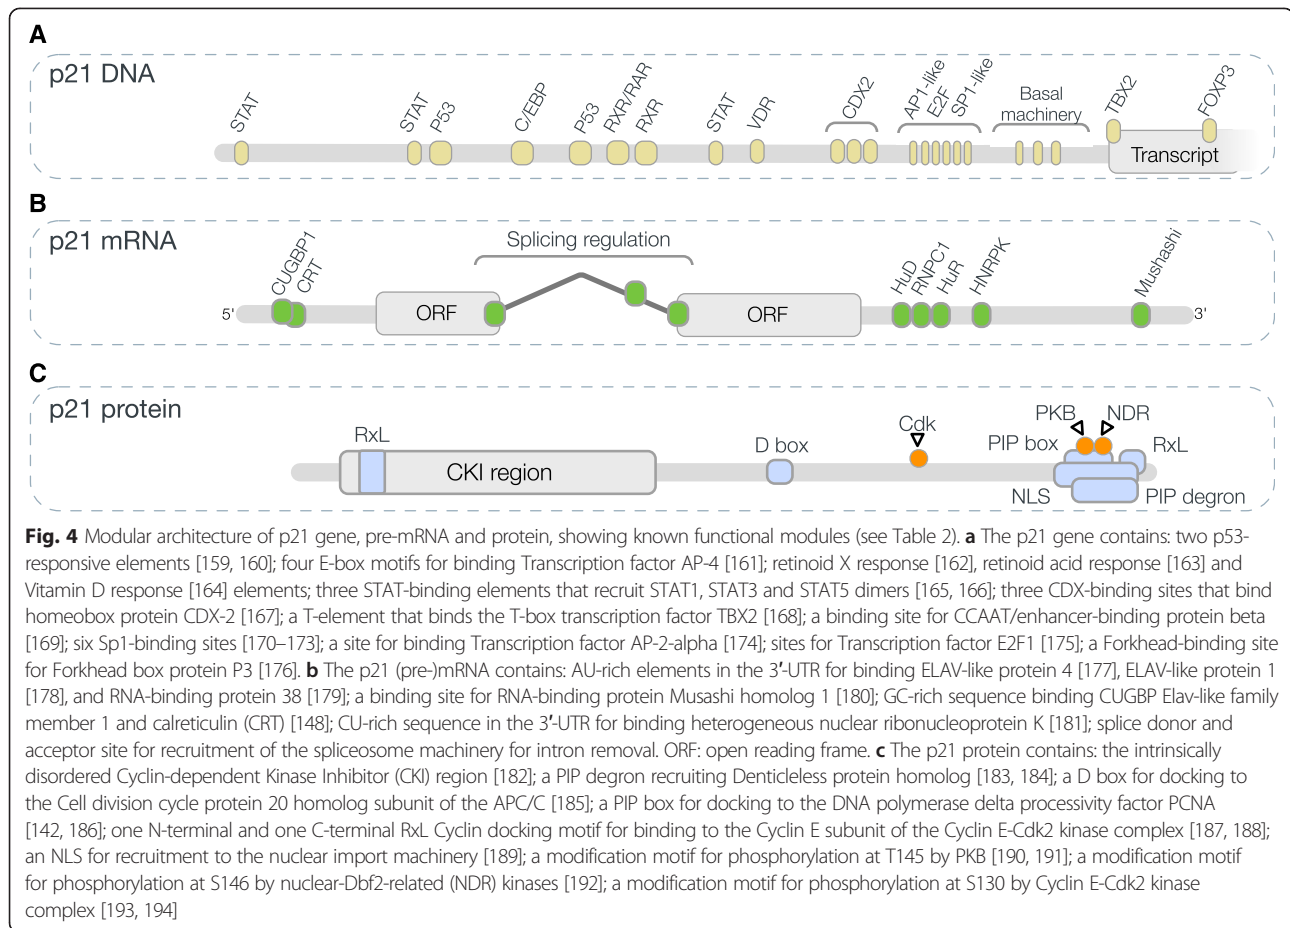 A
p21 DNA
STAT
STAT
P53
C/EBP
P53
RXR/RAR
RXR
STAT
VDR
CDX2
AP1-like
E2F
SP1-like
Basal
machinery
TBX2
FOXP3
Transcript
B
p21 mRNA
Splicing regulation
CUGBP1
CRT
5'
ORF
ORF
HuD
RNPC1
HuR
HNRPK
Mushashi
3'
C
p21 protein
RxL
CKI region
D box
Cdk
PKB
NDR
PIP box
RxL
NLS
PIP degron
Fig. 4 Modular architecture of p21 gene, pre-mRNA and protein, showing known functional modules (see Table 2). a The p21 gene contains: two p53-
responsive elements [159, 160]; four E-box motifs for binding Transcription factor AP-4 [161]; retinoid X response [162], retinoid acid response [163] and
Vitamin D response [164] elements; three STAT-binding elements that recruit STAT1, STAT3 and STAT5 dimers [165, 166]; three CDX-binding sites that bind
homeobox protein CDX-2 [167]; a T-element that binds the T-box transcription factor TBX2 [168]; a binding site for CCAAT/enhancer-binding protein beta
[169]; six Sp1-binding sites [170–173]; a site for binding Transcription factor AP-2-alpha [174]; sites for Transcription factor E2F1 [175]; a Forkhead-binding site
for Forkhead box protein P3 [176]. b The p21 (pre-)mRNA contains: AU-rich elements in the 3′-UTR for binding ELAV-like protein 4 [177], ELAV-like protein 1
[178], and RNA-binding protein 38 [179]; a binding site for RNA-binding protein Musashi homolog 1 [180]; GC-rich sequence binding CUGBP Elav-like family
member 1 and calreticulin (CRT) [148]; CU-rich sequence in the 3′-UTR for binding heterogeneous nuclear ribonucleoprotein K [181]; splice donor and
acceptor site for recruitment of the spliceosome machinery for intron removal. ORF: open reading frame. c The p21 protein contains: the intrinsically
disordered Cyclin-dependent Kinase Inhibitor (CKI) region [182]; a PIP degron recruiting Denticleless protein homolog [183, 184]; a D box for docking to
the Cell division cycle protein 20 homolog subunit of the APC/C [185]; a PIP box for docking to the DNA polymerase delta processivity factor PCNA
[142, 186]; one N-terminal and one C-terminal RxL Cyclin docking motif for binding to the Cyclin E subunit of the Cyclin E-Cdk2 kinase complex [187, 188];
an NLS for recruitment to the nuclear import machinery [189]; a modification motif for phosphorylation at T145 by PKB [190, 191]; a modification motif
for phosphorylation at S146 by nuclear-Dbf2-related (NDR) kinases [192]; a modification motif for phosphorylation at S130 by Cyclin E-Cdk2 kinase
complex [193, 194]